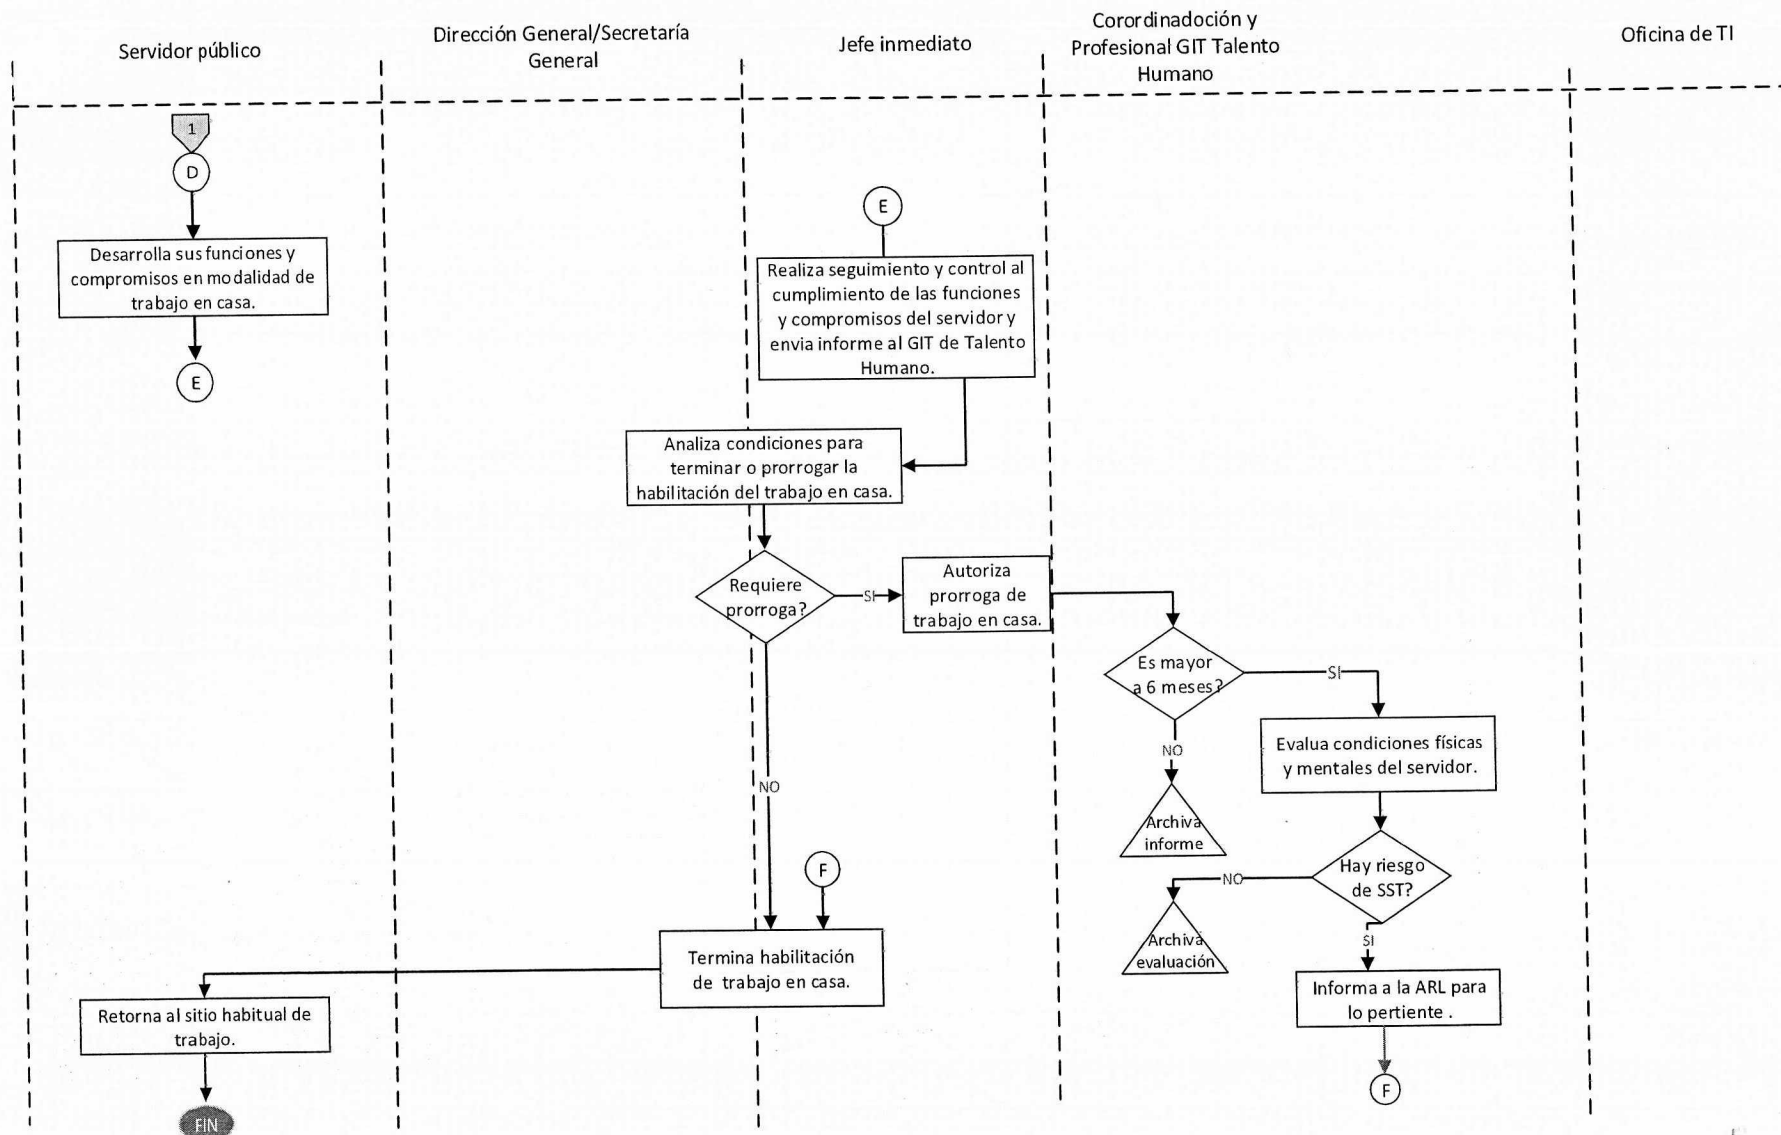 Servidor público
Dirección General/Secretaría
General
Jefe inmediato
Corordinadoción y
Profesional GIT Talento
Humano
Oficina de TI
1
D
Desarrolla sus funciones y
compromisos en modalidad de
trabajo en casa.
E
E
Realiza seguimiento y control al
cumplimiento de las funciones
y compromisos del servidor y
envia informe al GIT de Talento
Humano.
Analiza condiciones para
terminar o prorrogar la
habilitación del trabajo en casa.
Requiere
prorroga?
SI
Autoriza
prorroga de
trabajo en casa.
Es mayor
a 6 meses?
SI
NO
Evalua condiciones físicas
y mentales del servidor.
NO
Archiva
informe
Hay riesgo
de SST?
NO
Archiva
evaluación
SI
Informa a la ARL para
lo pertiente .
F
F
Termina habilitación
de trabajo en casa.
Retorna al sitio habitual de
trabajo.
FIN